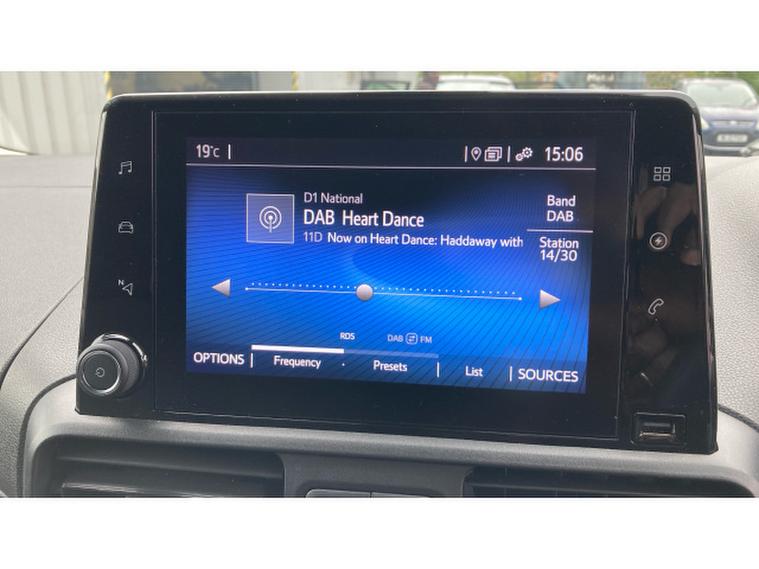 19°C 15:06
D1 National
DAB Heart Dance
11D Now on Heart Dance: Haddaway with
Band
DAB
Station
14/30
N
RDS DAB FM
OPTIONS Frequency Presets List SOURCES